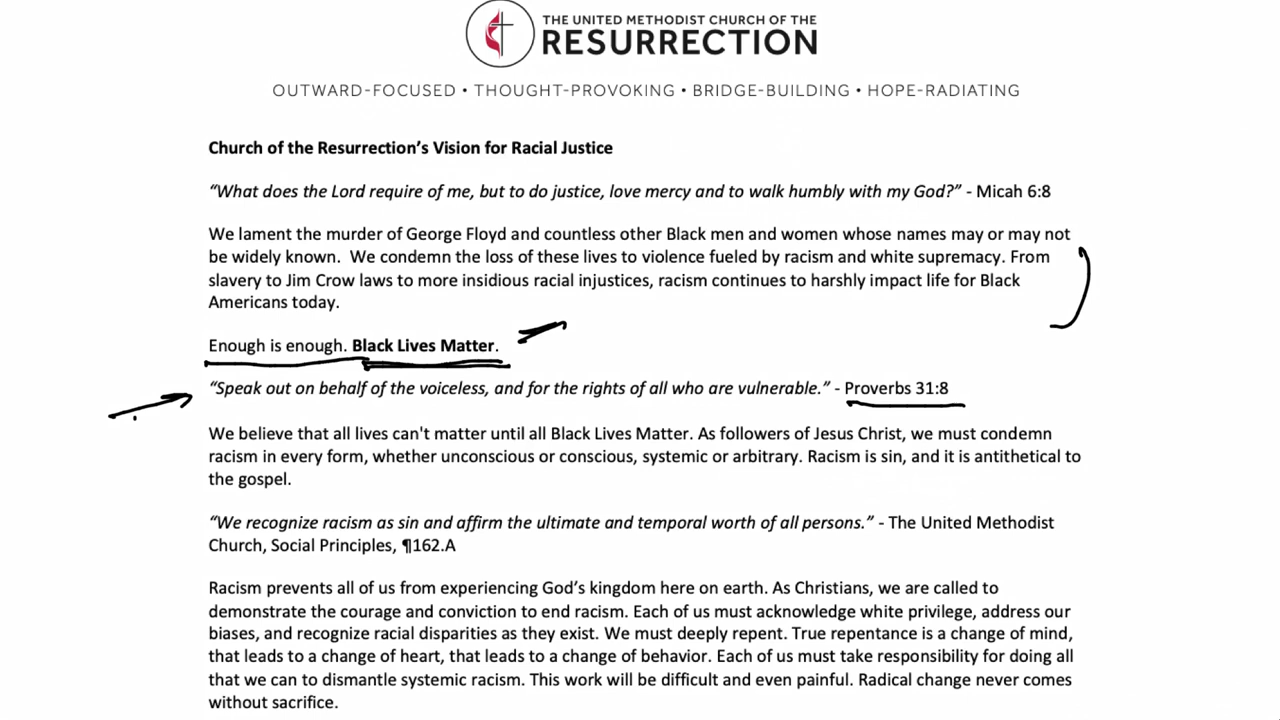 THE UNITED METHODIST CHURCH OF THE
RESURRECTION
OUTWARD-FOCUSED • THOUGHT-PROVOKING • BRIDGE-BUILDING • HOPE-RADIATING
Church of the Resurrection’s Vision for Racial Justice
“What does the Lord require of me, but to do justice, love mercy and to walk humbly with my God?” - Micah 6:8
We lament the murder of George Floyd and countless other Black men and women whose names may or may not
be widely known.  We condemn the loss of these lives to violence fueled by racism and white supremacy. From
slavery to Jim Crow laws to more insidious racial injustices, racism continues to harshly impact life for Black
Americans today.
Enough is enough. Black Lives Matter.
“Speak out on behalf of the voiceless, and for the rights of all who are vulnerable.” - Proverbs 31:8
We believe that all lives can't matter until all Black Lives Matter. As followers of Jesus Christ, we must condemn
racism in every form, whether unconscious or conscious, systemic or arbitrary. Racism is sin, and it is antithetical to
the gospel.
“We recognize racism as sin and affirm the ultimate and temporal worth of all persons.” - The United Methodist
Church, Social Principles, ¶162.A
Racism prevents all of us from experiencing God’s kingdom here on earth. As Christians, we are called to
demonstrate the courage and conviction to end racism. Each of us must acknowledge white privilege, address our
biases, and recognize racial disparities as they exist. We must deeply repent. True repentance is a change of mind,
that leads to a change of heart, that leads to a change of behavior. Each of us must take responsibility for doing all
that we can to dismantle systemic racism. This work will be difficult and even painful. Radical change never comes
without sacrifice.